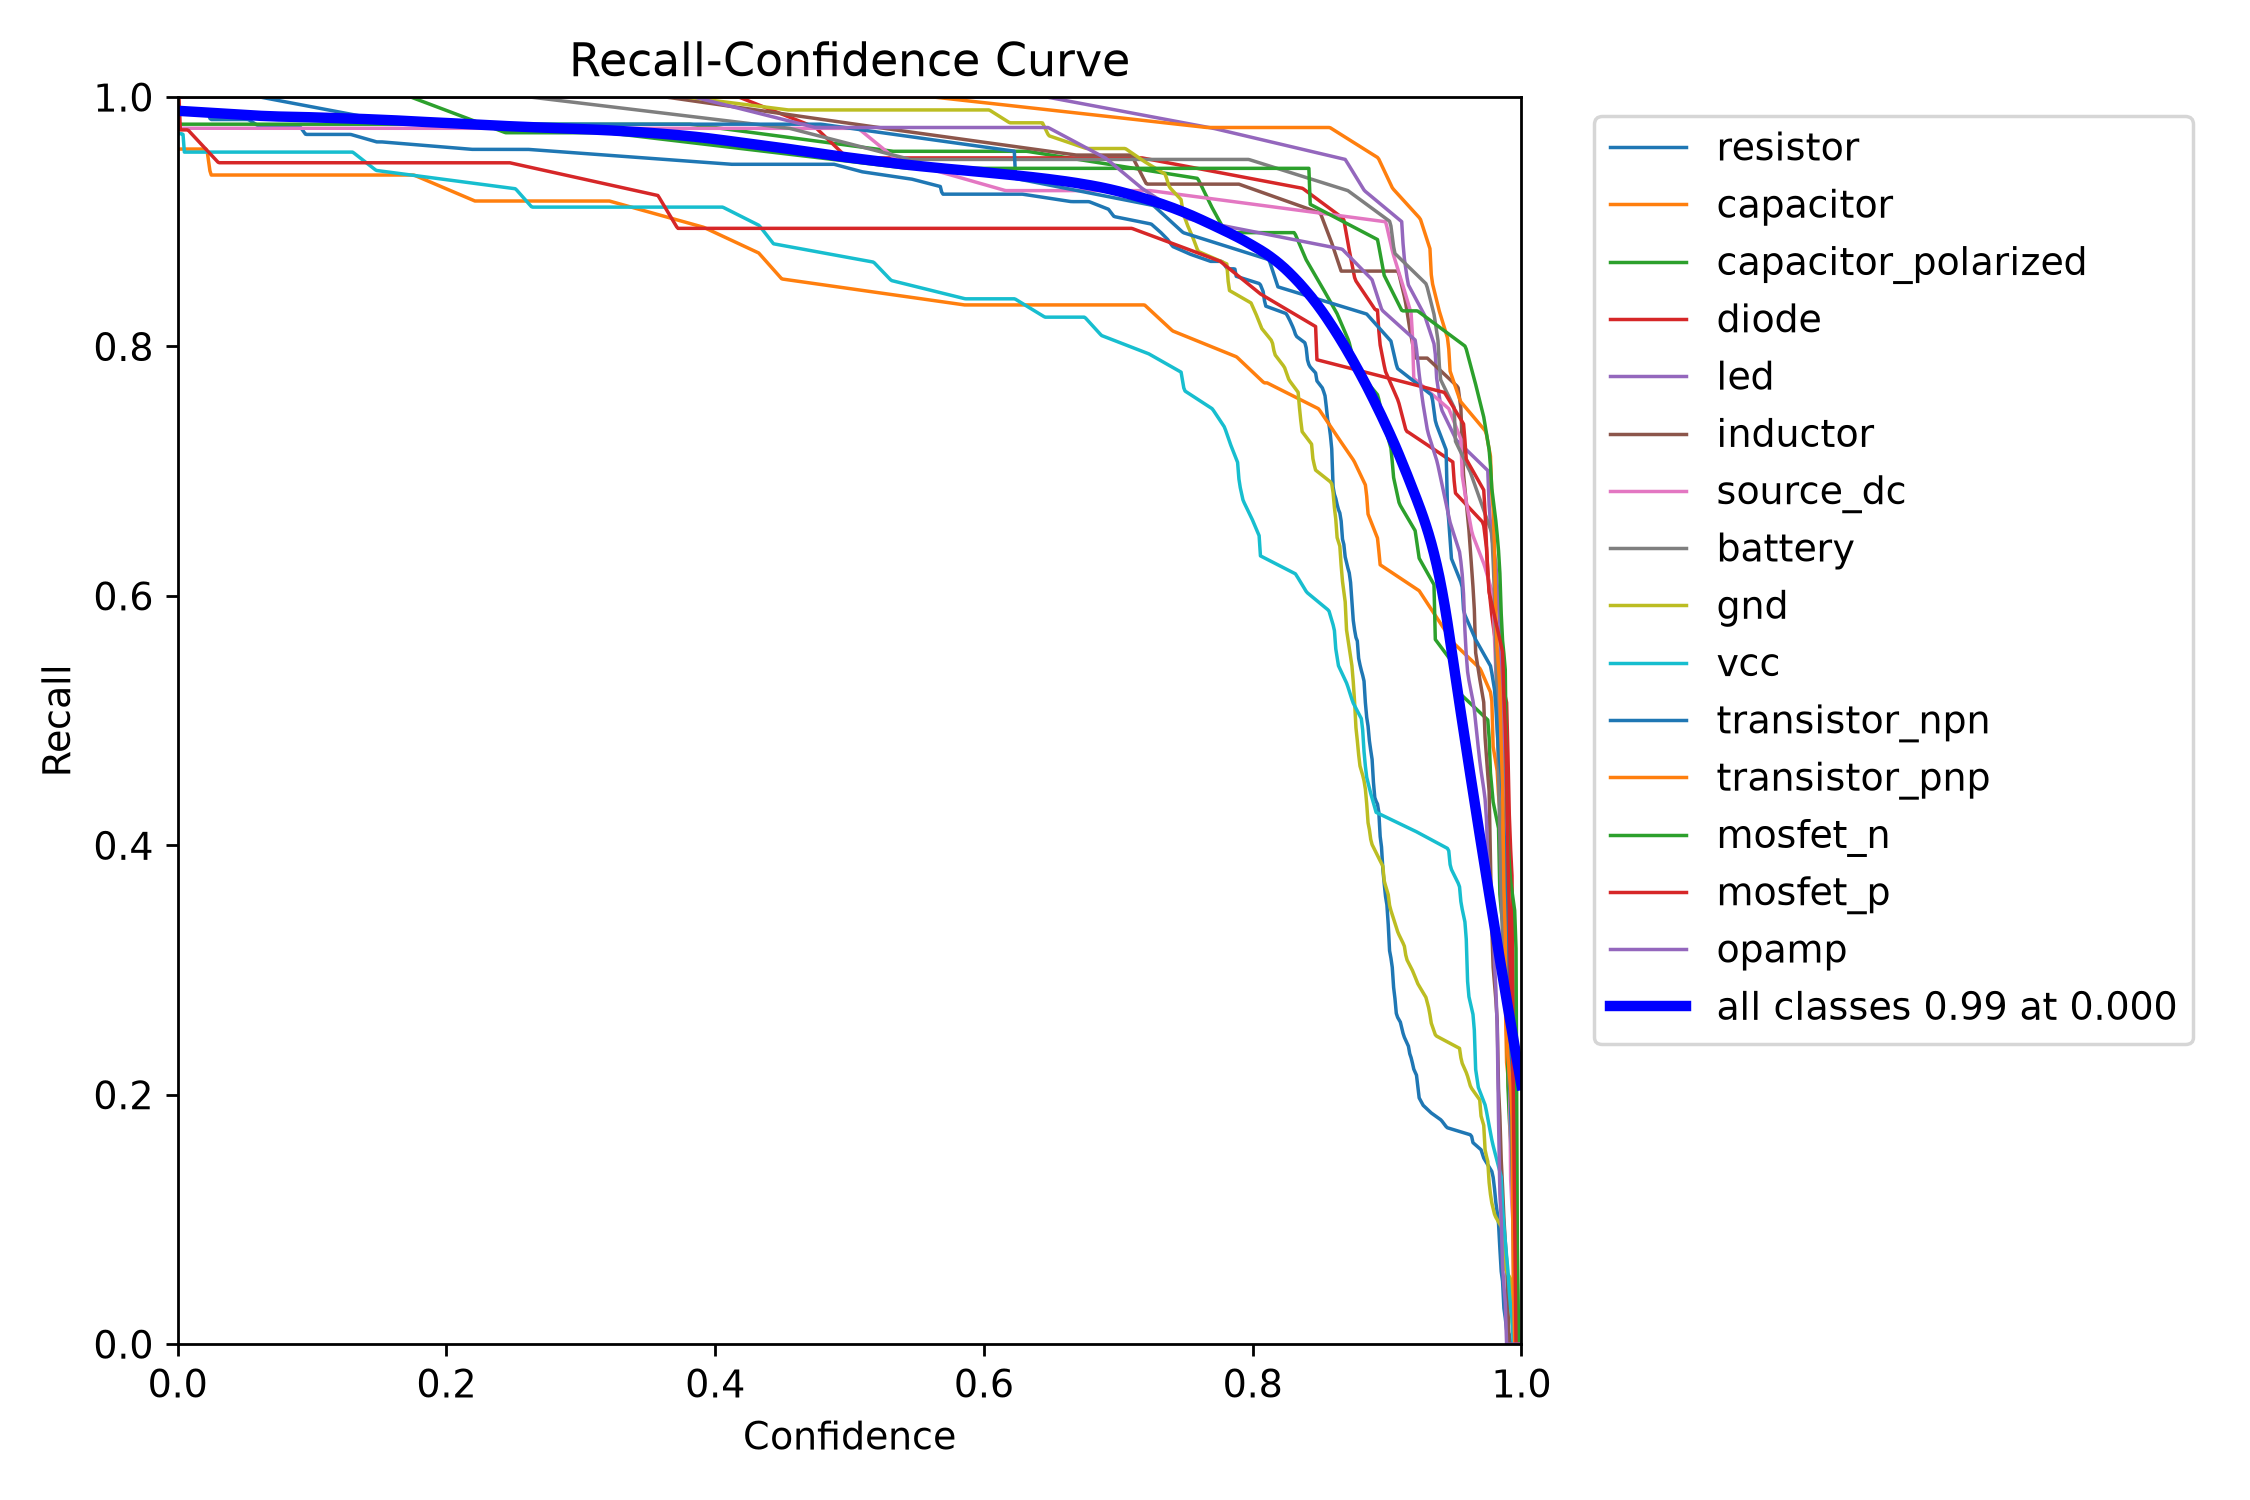 Recall-Confidence Curve
1.0
0.8
0.6
0.4
0.2
0.0
Recall
0.0 0.2 0.4 0.6 0.8 1.0
Confidence
resistor
capacitor
capacitor_polarized
diode
led
inductor
source_dc
battery
gnd
vcc
transistor_npn
transistor_pnp
mosfet_n
mosfet_p
opamp
all classes 0.99 at 0.000